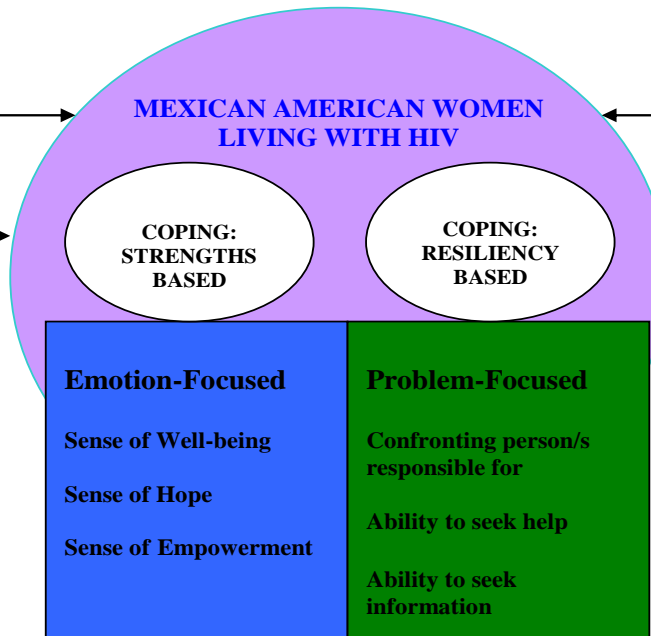 MEXICAN AMERICAN WOMEN
LIVING WITH HIV
COPING:
STRENGTHS
BASED
COPING:
RESILIENCY
BASED
Emotion-Focused
Sense of Well-being
Sense of Hope
Sense of Empowerment
Problem-Focused
Confronting person/s
responsible for
Ability to seek help
Ability to seek
information